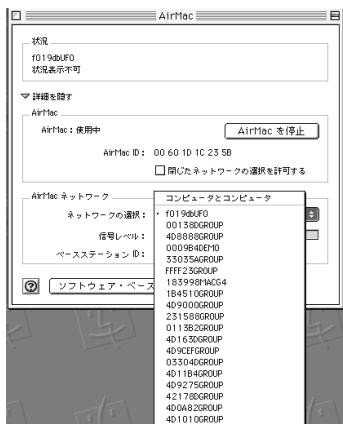 AirMac
状況
f019dbUF0
状況表示不可
詳細を隠す
AirMac
AirMac：使用中
AirMac を停止
AirMac ID： 00 60 1D 1C 23 5B
閉じたネットワークの選択を許可する
AirMac ネットワーク
コンピュータとコンピュータ
ネットワークの選択：
• f019dbUF0
00138DGROUP
信号レベル：
4D8888GROUP
0009B4DEMO
ベースステーション ID：
33035AGROUP
FFFF23GROUP
ソフトウェア・ベース
183998MACG4
1B4510GROUP
4D9000GROUP
231588GROUP
0113B2GROUP
4D163DGROUP
4D9CEFGROUP
03304DGROUP
4D11B4GROUP
4D9275GROUP
42178DGROUP
4D0A82GROUP
4D1010GROUP